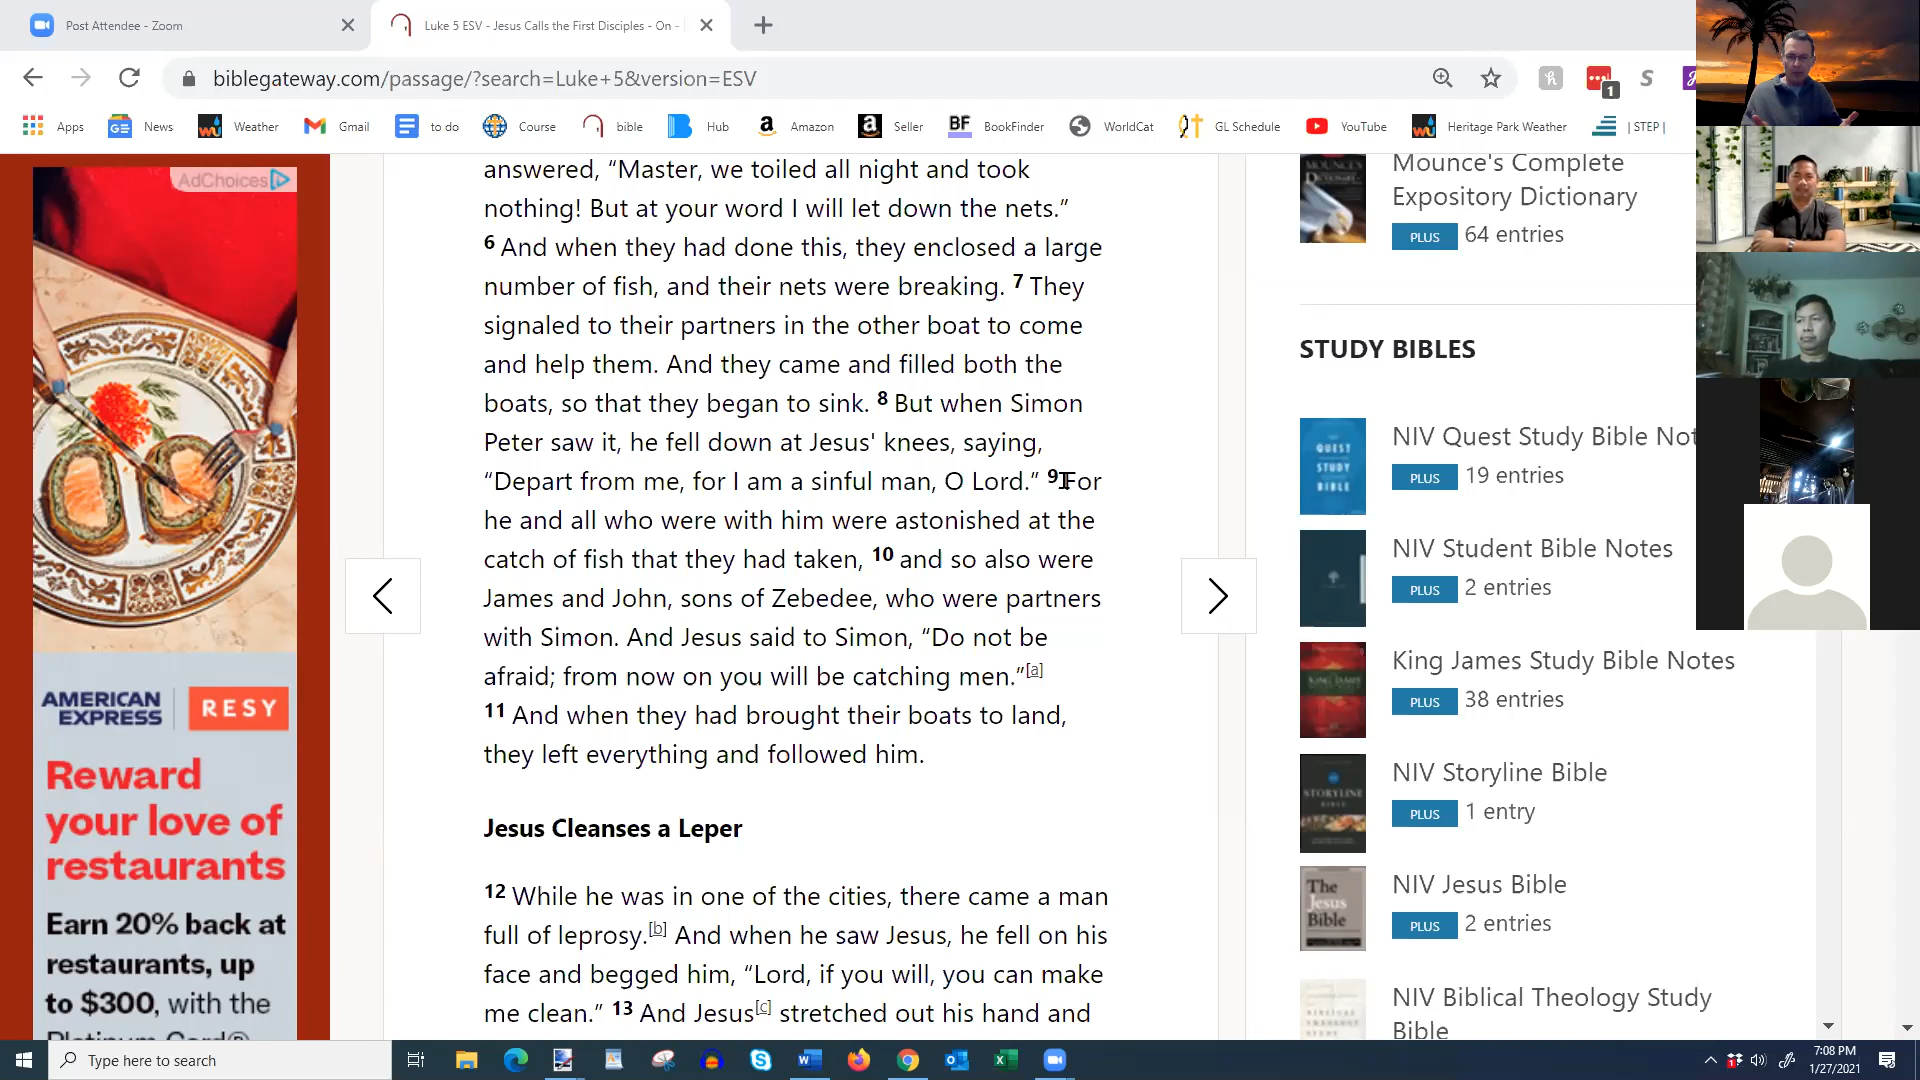 Post Attendee - Zoom
Luke 5 ESV - Jesus Calls the First Disciples - On -
biblegateway.com/passage/?search=Luke+5&version=ESV
1
Apps
News
Weather
Gmail
to do
Course
bible
Hub
Amazon
Seller
BF
BookFinder
WorldCat
GL Schedule
YouTube
Heritage Park Weather
| STEP |
AdChoices
AMERICAN
EXPRESS
RESY
Reward
your love of
restaurants
Earn 20% back at
restaurants, up
to $300, with the
Platinum Card®
answered, “Master, we toiled all night and took
nothing! But at your word I will let down the nets.”
6 And when they had done this, they enclosed a large
number of fish, and their nets were breaking. 7 They
signaled to their partners in the other boat to come
and help them. And they came and filled both the
boats, so that they began to sink. 8 But when Simon
Peter saw it, he fell down at Jesus' knees, saying,
“Depart from me, for I am a sinful man, O Lord.” 9 For
he and all who were with him were astonished at the
catch of fish that they had taken, 10 and so also were
James and John, sons of Zebedee, who were partners
with Simon. And Jesus said to Simon, “Do not be
afraid; from now on you will be catching men.”[a]
11 And when they had brought their boats to land,
they left everything and followed him.
Jesus Cleanses a Leper
12 While he was in one of the cities, there came a man
full of leprosy.[b] And when he saw Jesus, he fell on his
face and begged him, “Lord, if you will, you can make
me clean.” 13 And Jesus[c] stretched out his hand and
Mounce's Complete
Expository Dictionary
PLUS 64 entries
STUDY BIBLES
QUEST
STUDY
BIBLE
NIV Quest Study Bible Not
PLUS 19 entries
NIV Student Bible Notes
PLUS 2 entries
KING JAMES
King James Study Bible Notes
PLUS 38 entries
STORYLINE
BIBLE
NIV Storyline Bible
PLUS 1 entry
The
Jesus
Bible
NIV Jesus Bible
PLUS 2 entries
NIV Biblical Theology Study
Bible
Type here to search
7:08 PM
1/27/2021